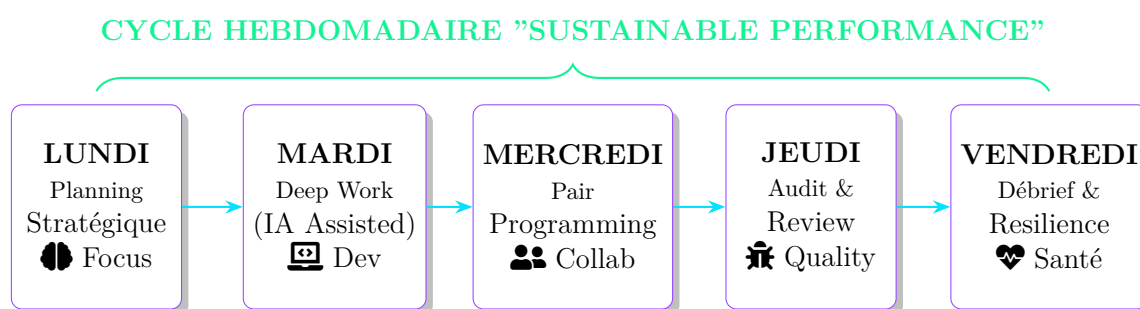 CYCLE HEBDOMADAIRE ”SUSTAINABLE PERFORMANCE”
LUNDI
Planning
Stratégique
Focus
MARDI
Deep Work
(IA Assisted)
Dev
MERCREDI
Pair
Programming
Collab
JEUDI
Audit &
Review
Quality
VENDREDI
Débrief &
Resilience
Santé